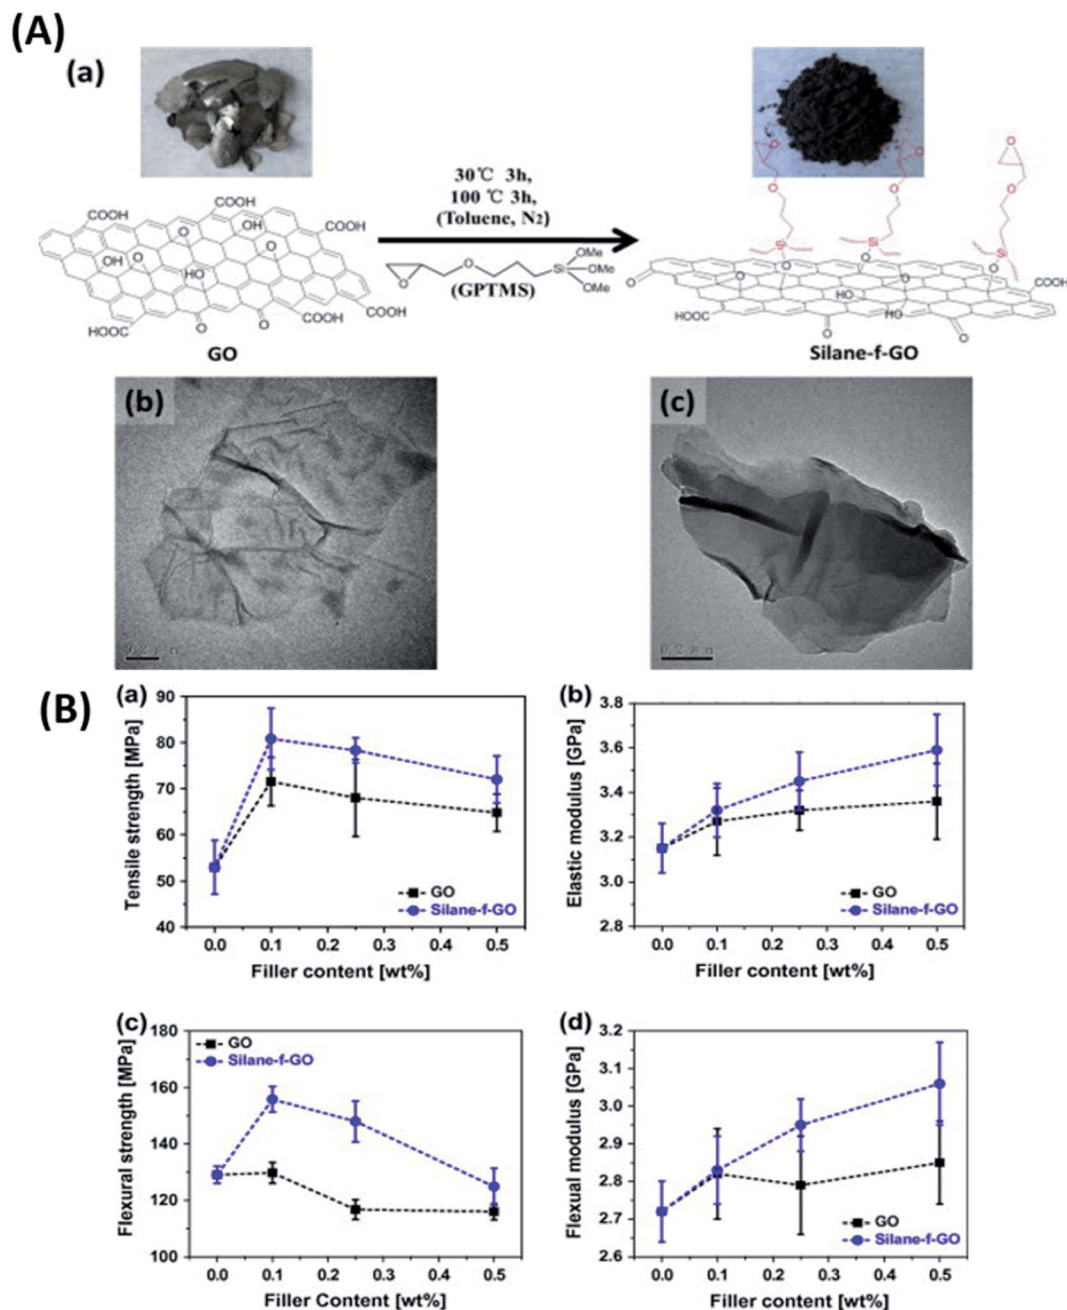 (A)
(a)
30℃ 3h,
100 ℃ 3h,
(Toluene, N2)
COOH
COOH
COOH
OH
O
O
OH
O
HO
COOH
COOH
HOOC
O
O
GO
O
O
Si
OMe
OMe
OMe
(GPTMS)
O
O
O
O
O
O
Si
Si
Si
O
O
O
O
COOH
HO
HO
HOOC
O
O
Silane-f-GO
(b)
(c)
0.2 μm
(B)
(a)
Tensile strength [MPa]
90
80
70
60
50
40
GO
Silane-f-GO
0.0 0.1 0.2 0.3 0.4 0.5
Filler content [wt%]
(b)
Elastic modulus [GPa]
3.8
3.6
3.4
3.2
3.0
2.8
GO
Silane-f-GO
0.0 0.1 0.2 0.3 0.4 0.5
Filler content [wt%]
(c)
Flexural strength [MPa]
180
160
140
120
100
GO
Silane-f-GO
0.0 0.1 0.2 0.3 0.4 0.5
Filler Content [wt%]
(d)
Flexual modulus [GPa]
3.2
3.1
3.0
2.9
2.8
2.7
2.6
GO
Silane-f-GO
0.0 0.1 0.2 0.3 0.4 0.5
Filler content [wt%]